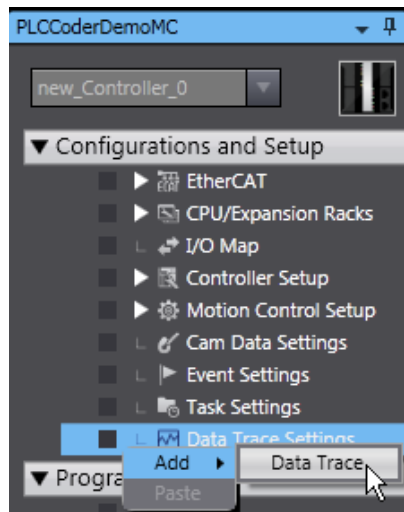 PLCCoderDemoMC
new_Controller_0
Configurations and Setup
EtherCAT
CPU/Expansion Racks
I/O Map
Controller Setup
Motion Control Setup
Cam Data Settings
Event Settings
Task Settings
Data Trace Settings
Add Data Trace
Progra
Paste